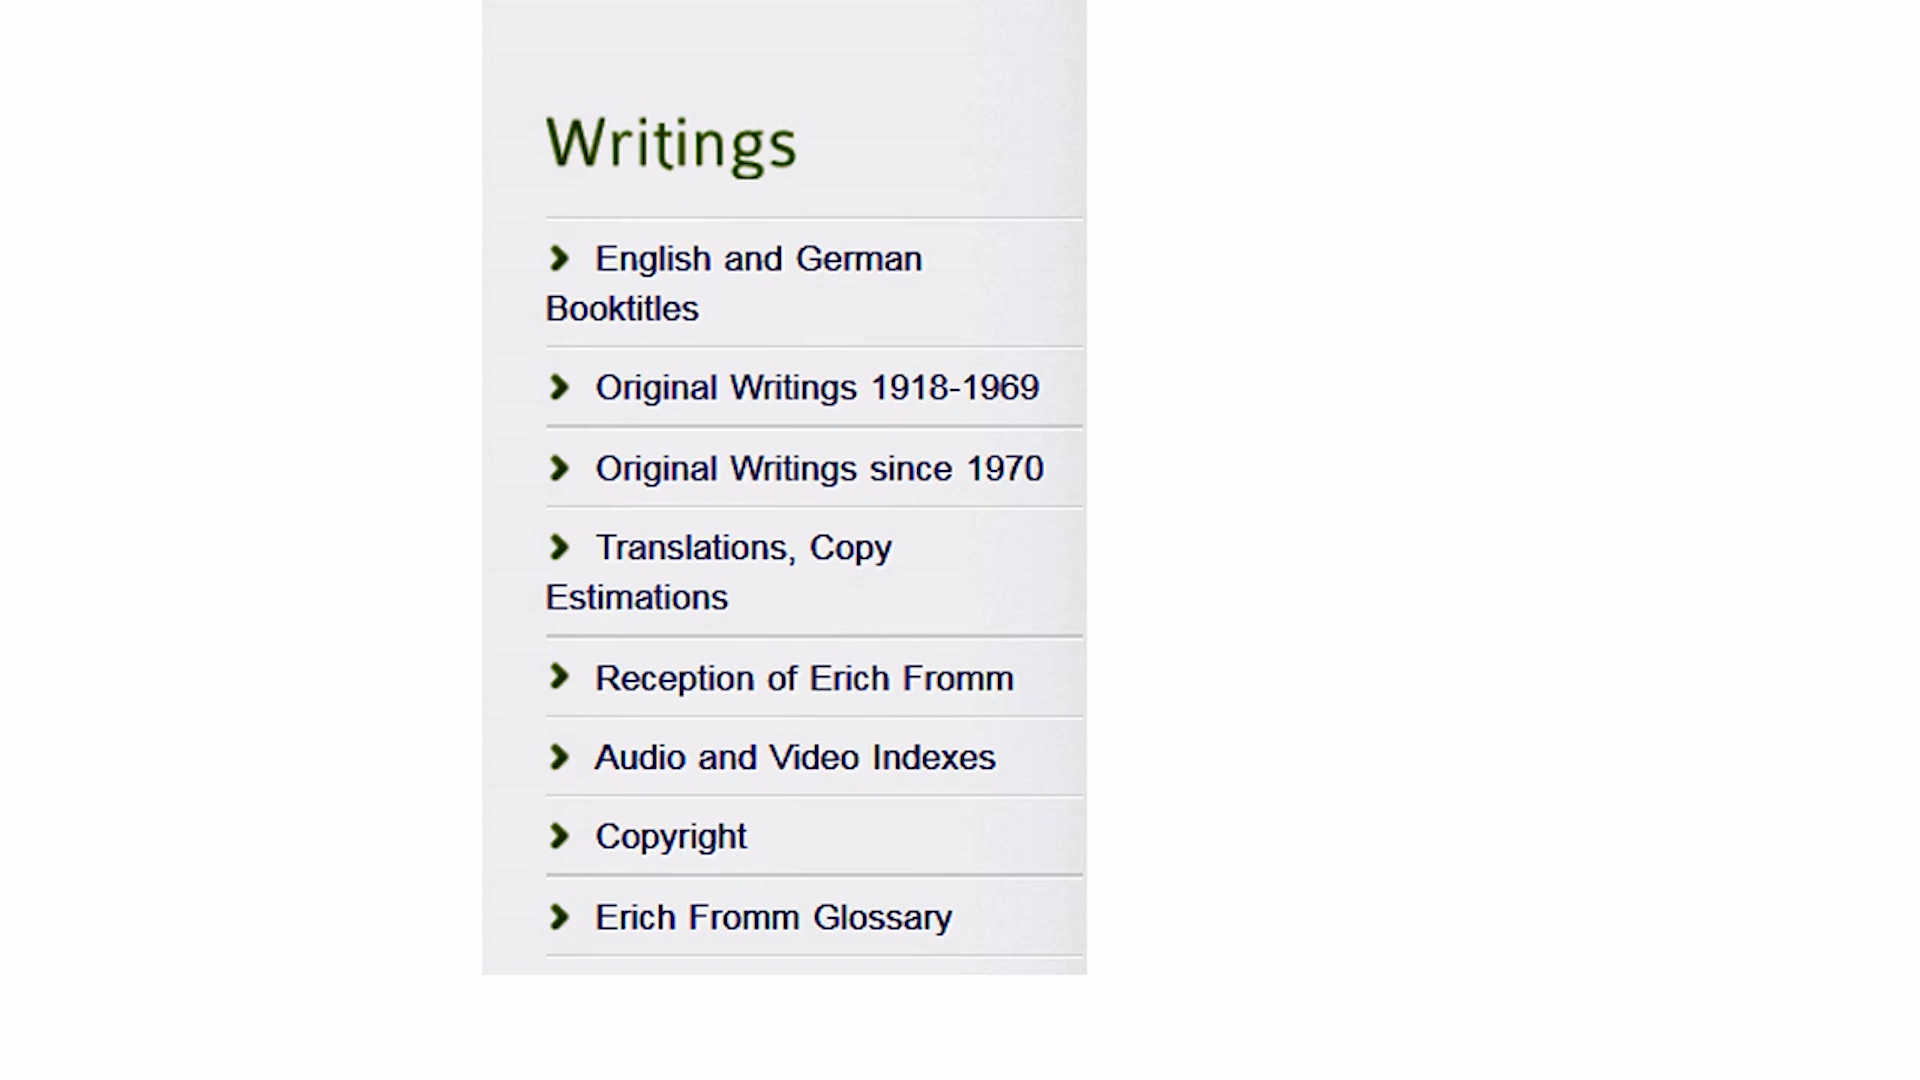 Writings
English and German
Booktitles
Original Writings 1918-1969
Original Writings since 1970
Translations, Copy
Estimations
Reception of Erich Fromm
Audio and Video Indexes
Copyright
Erich Fromm Glossary